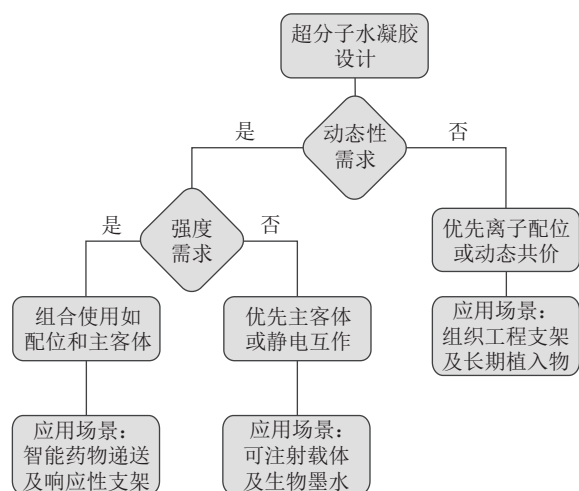 超分子水凝胶
设计
是
动态性
需求
否
是
强度
需求
否
优先离子配位
或动态共价
组合使用如
配位和主客体
优先主客体
或静电互作
应用场景：
组织工程支架
及长期植入物
应用场景：
智能药物递送
及响应性支架
应用场景：
可注射载体
及生物墨水